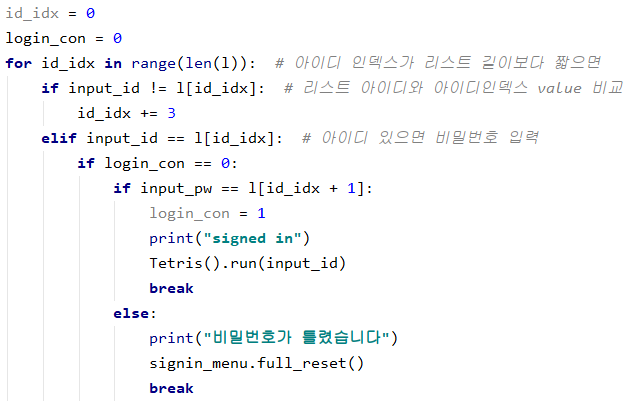 id_idx = 0
login_con = 0
for id_idx in range(len(l)):  # 아이디 인덱스가 리스트 길이보다 짧으면
    if input_id != l[id_idx]:  # 리스트 아이디와 아이디인덱스 value 비교
        id_idx += 3
    elif input_id == l[id_idx]:  # 아이디 있으면 비밀번호 입력
        if login_con == 0:
            if input_pw == l[id_idx + 1]:
                login_con = 1
                print("signed in")
                Tetris().run(input_id)
                break
            else:
                print("비밀번호가 틀렸습니다")
                signin_menu.full_reset()
                break